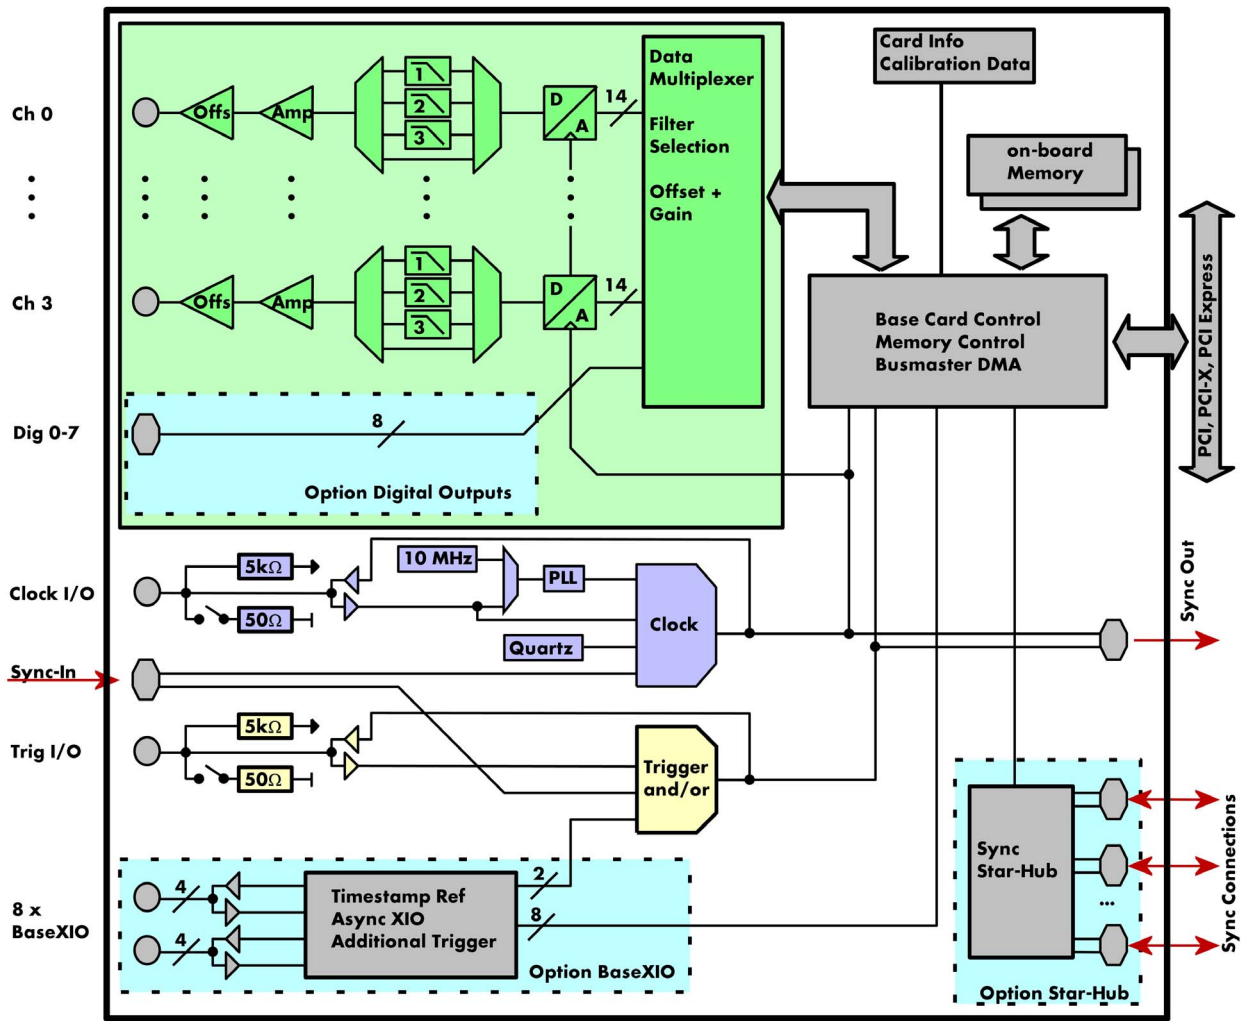 Card Info
Calibration Data
Data
Multiplexer
Filter
Selection
Offset +
Gain
Ch 0
Offs
Amp
1
2
3
D
A
14
on-board
Memory
Ch 3
Offs
Amp
1
2
3
D
A
14
Base Card Control
Memory Control
Busmaster DMA
PCI, PCI-X, PCI Express
Dig 0-7
8
Option Digital Outputs
Clock I/O
5kΩ
50Ω
10 MHz
PLL
Quartz
Clock
Sync Out
Sync-In
Trig I/O
5kΩ
50Ω
Trigger
and/or
8 x
BaseXIO
4
4
Timestamp Ref
Async XIO
Additional Trigger
2
8
Option BaseXIO
Sync
Star-Hub
...
Option Star-Hub
Sync Connections